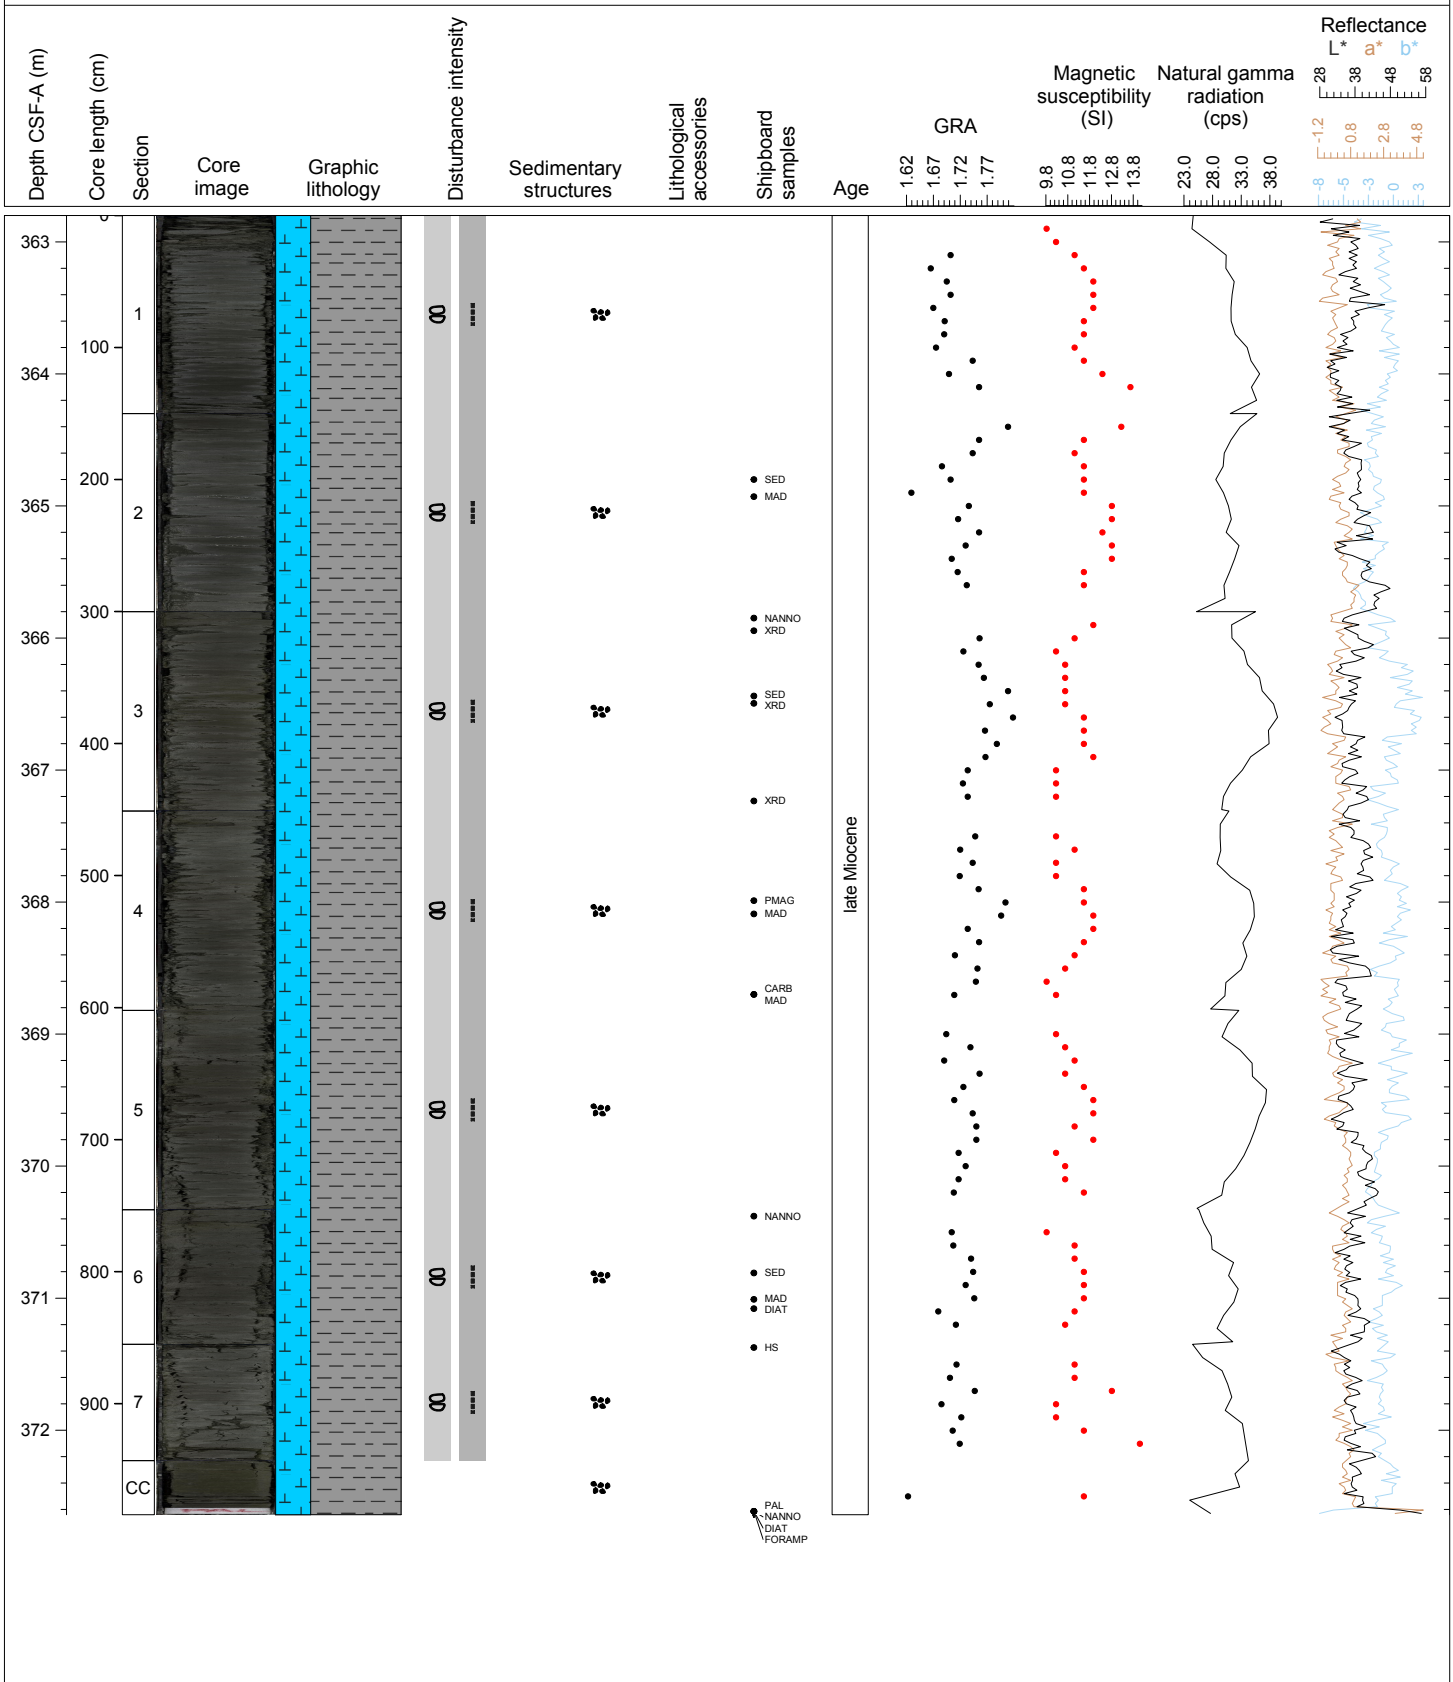 Depth CSF-A (m)
Core length (cm)
Section
Core
image
Graphic
lithology
Disturbance intensity
Sedimentary
structures
Lithological
accessories
Shipboard
samples
Age
GRA
1.62 1.67 1.72 1.77
Magnetic
susceptibility
(SI)
9.8 10.8 11.8 12.8 13.8
Natural gamma
radiation
(cps)
23.0 28.0 33.0 38.0
Reflectance
L* a* b*
28 38 48 58
-1.2 0.8 2.8 4.8
-8 -5 -3 0 3
0
363
1
100
364
200
SED
MAD
365
2
300
NANNO
XRD
366
SED
XRD
3
400
367
XRD
500
PMAG
368
4
MAD
CARB
MAD
600
369
5
700
370
NANNO
800
6
SED
371
MAD
DIAT
HS
900
7
372
CC
PAL
NANNO
DIAT
FORAMP
late Miocene